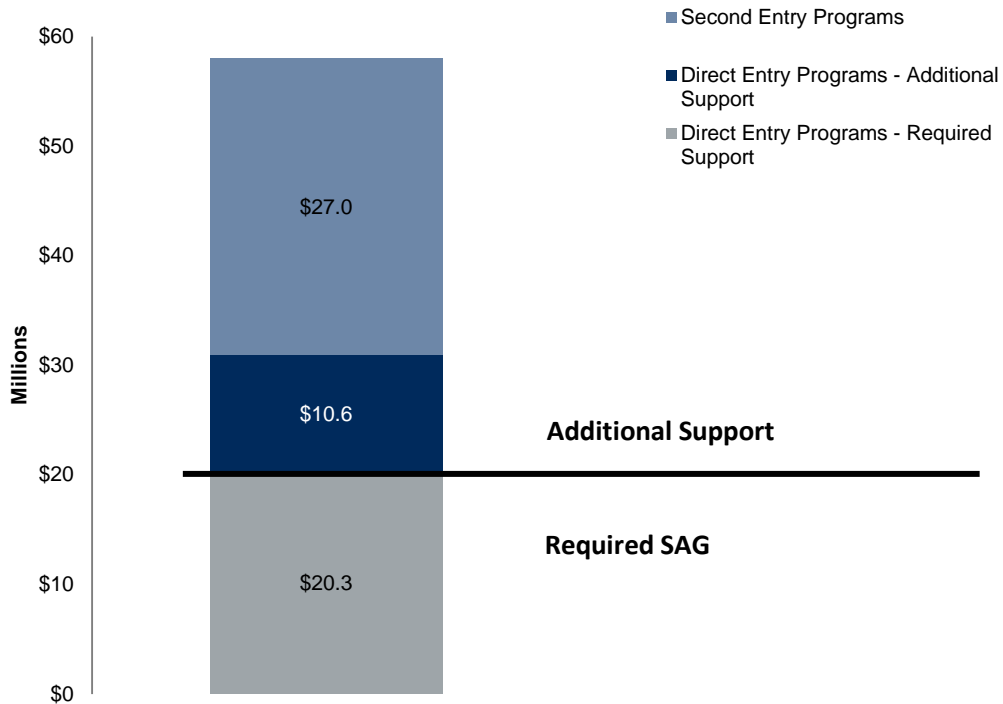 Second Entry Programs
Direct Entry Programs - Additional
Support
Direct Entry Programs - Required
Support
$60
$50
$40
$30
$20
$10
$0
Millions
$27.0
$10.6
$20.3
Additional Support
Required SAG